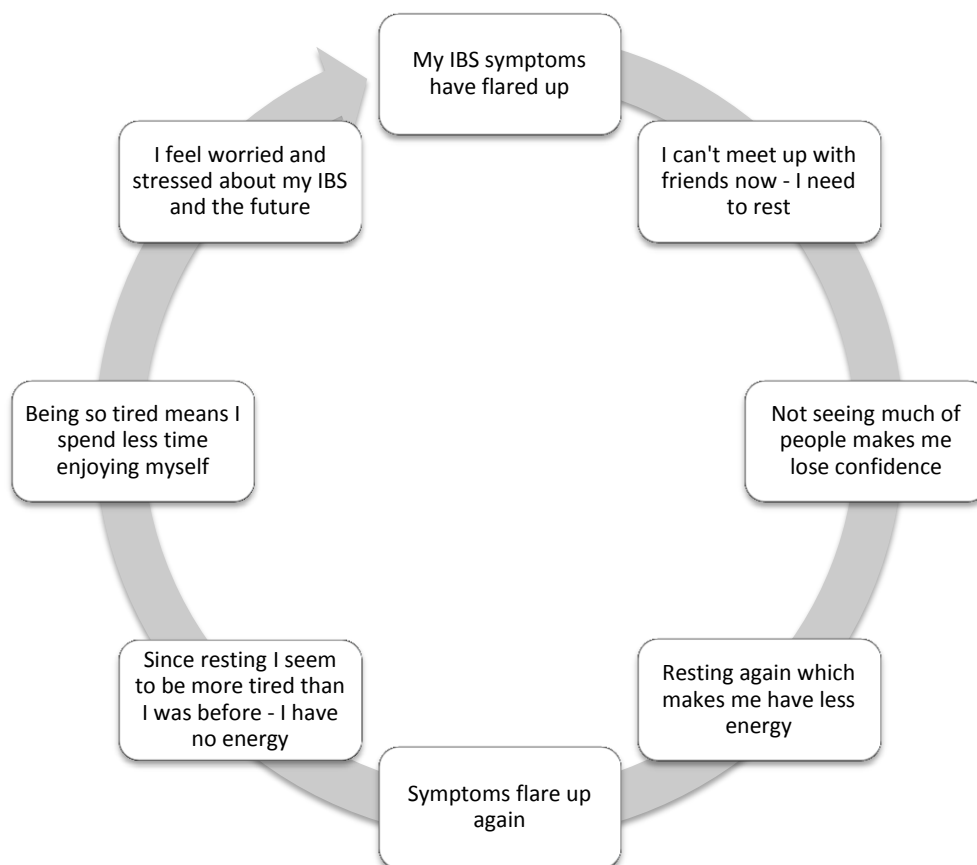 My IBS symptoms
have flared up
I can't meet up with
friends now - I need
to rest
Not seeing much of
people makes me
lose confidence
Resting again which
makes me have less
energy
Symptoms flare up
again
Since resting I seem
to be more tired than
I was before - I have
no energy
Being so tired means I
spend less time
enjoying myself
I feel worried and
stressed about my IBS
and the future